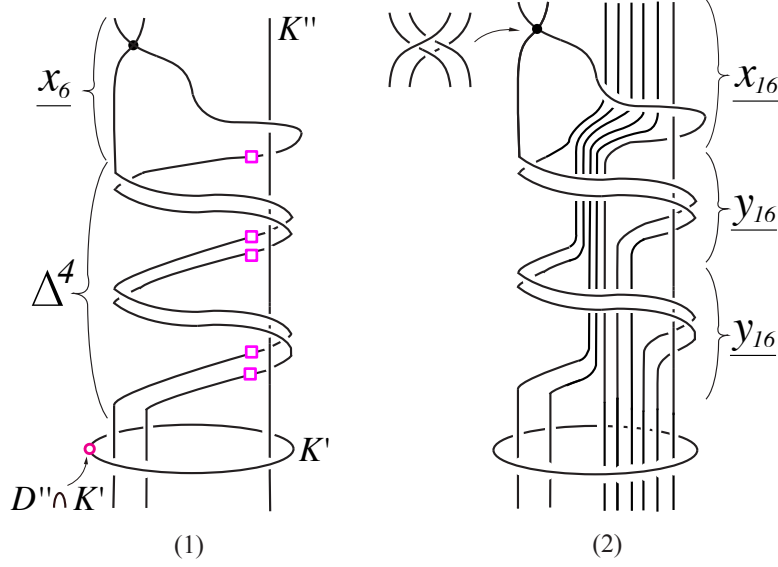 K''
x₆
Δ⁴
K'
D''∩ K'
(1)
x₁₆
y₁₆
y₁₆
(2)